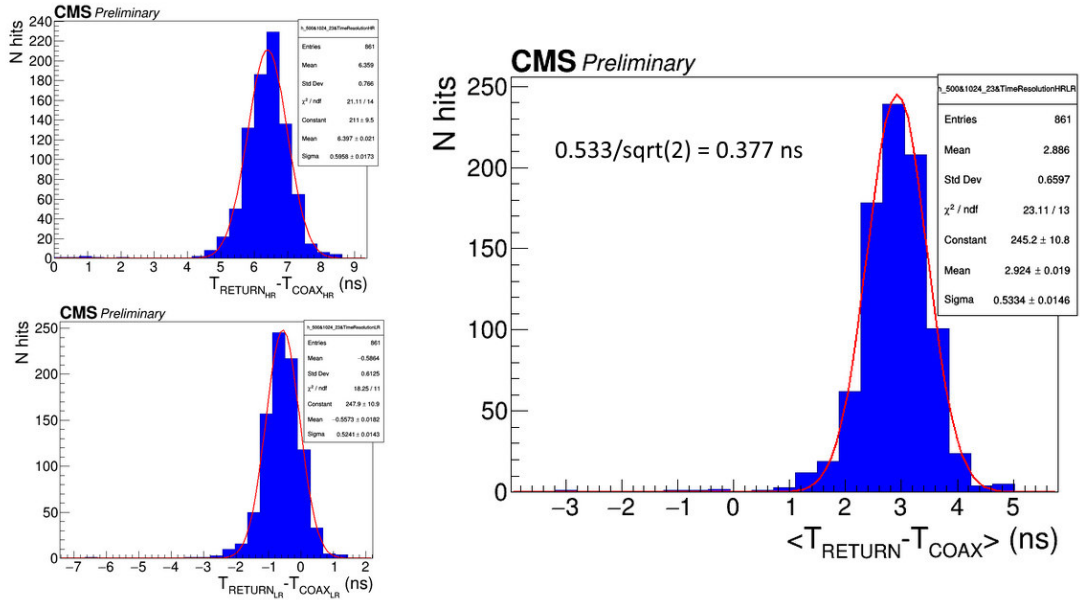 CMS Preliminary
N hits
240
220
200
180
160
140
120
100
80
60
40
20
0
0 1 2 3 4 5 6 7 8 9
T_RETURN_HR-T_COAX_HR (ns)
h_500&1024_23&TimeResolutionHR
Entries 861
Mean 6.359
Std Dev 0.766
χ² / ndf 21.11 / 14
Constant 211 ± 9.5
Mean 6.397 ± 0.021
Sigma 0.5958 ± 0.0173
CMS Preliminary
N hits
250
200
150
100
50
0
−7 −6 −5 −4 −3 −2 −1 0 1 2
T_RETURN_LR-T_COAX_LR (ns)
h_500&1024_23&TimeResolutionLR
Entries 861
Mean −0.5864
Std Dev 0.6125
χ² / ndf 18.25 / 11
Constant 247.9 ± 10.9
Mean −0.5573 ± 0.0182
Sigma 0.5241 ± 0.0143
CMS Preliminary
N hits
250
200
150
100
50
0
−3 −2 −1 0 1 2 3 4 5
<T_RETURN-T_COAX> (ns)
0.533/sqrt(2) = 0.377 ns
h_500&1024_23&TimeResolutionHRLR
Entries 861
Mean 2.886
Std Dev 0.6597
χ² / ndf 23.11 / 13
Constant 245.2 ± 10.8
Mean 2.924 ± 0.019
Sigma 0.5334 ± 0.0146